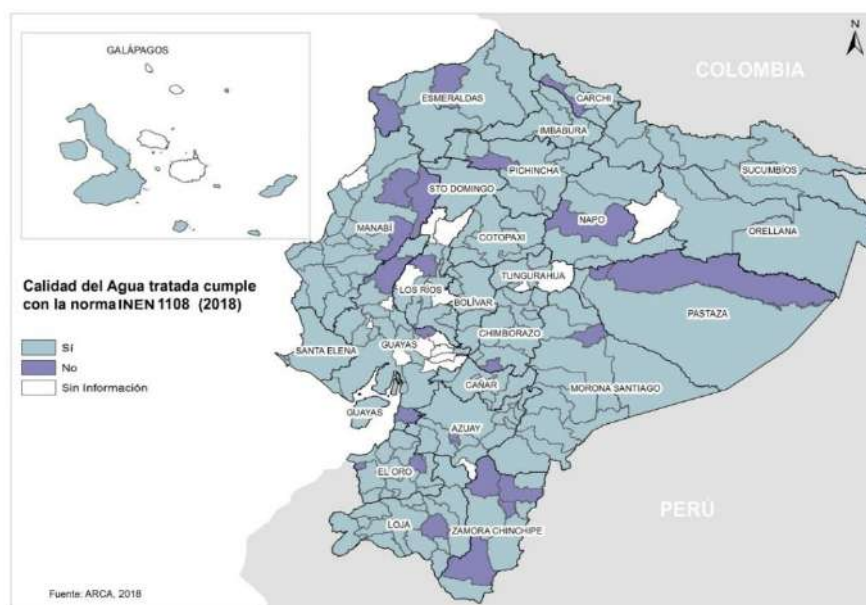 GALÁPAGOS
N
COLOMBIA
ESMERALDAS
CARCHI
IMBABURA
PICHINCHA
SUCUMBÍOS
STO DOMINGO
NAPO
ORELLANA
MANABÍ
COTOPAXI
TUNGURAHUA
LOS RÍOS
BOLÍVAR
PASTAZA
Calidad del Agua tratada cumple
con la norma INEN 1108 (2018)
Sí
No
Sin Información
CHIMBORAZO
GUAYAS
SANTA ELENA
CAÑAR
MORONA SANTIAGO
GUAYAS
AZUAY
EL ORO
LOJA
ZAMORA CHINCHIPE
PERÚ
Fuente: ARCA, 2018